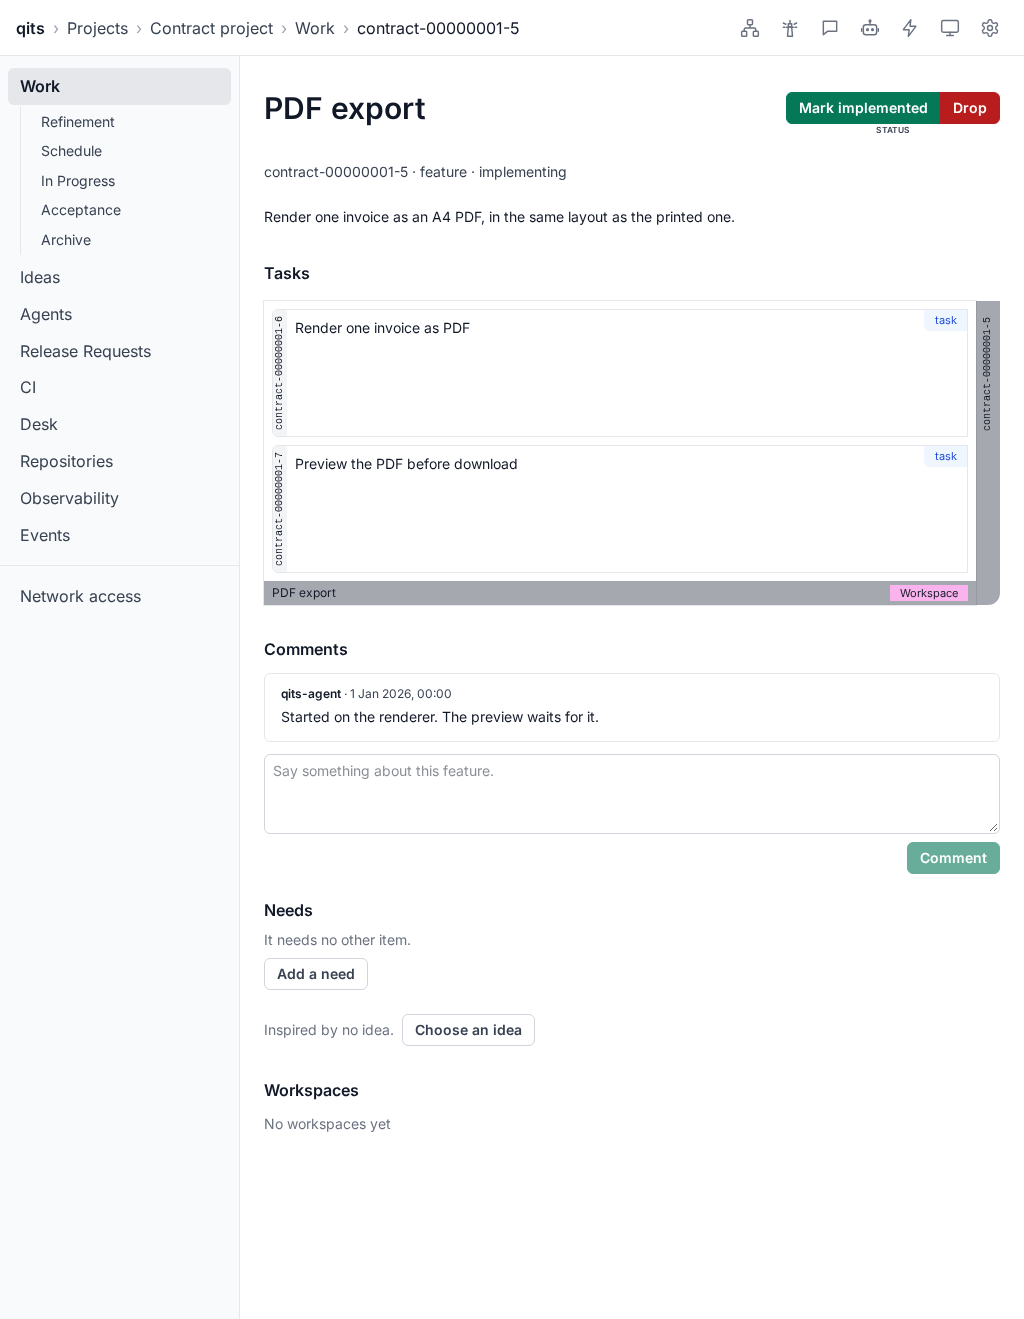 qits › Projects › Contract project › Work › contract-00000001-5
Work
Refinement
Schedule
In Progress
Acceptance
Archive
Ideas
Agents
Release Requests
CI
Desk
Repositories
Observability
Events
Network access
PDF export
Mark implemented
Drop
STATUS
contract-00000001-5 · feature · implementing
Render one invoice as an A4 PDF, in the same layout as the printed one.
Tasks
contract-00000001-6
Render one invoice as PDF
task
contract-00000001-5
contract-00000001-7
Preview the PDF before download
task
PDF export
Workspace
Comments
qits-agent · 1 Jan 2026, 00:00
Started on the renderer. The preview waits for it.
Say something about this feature.
Comment
Needs
It needs no other item.
Add a need
Inspired by no idea.
Choose an idea
Workspaces
No workspaces yet